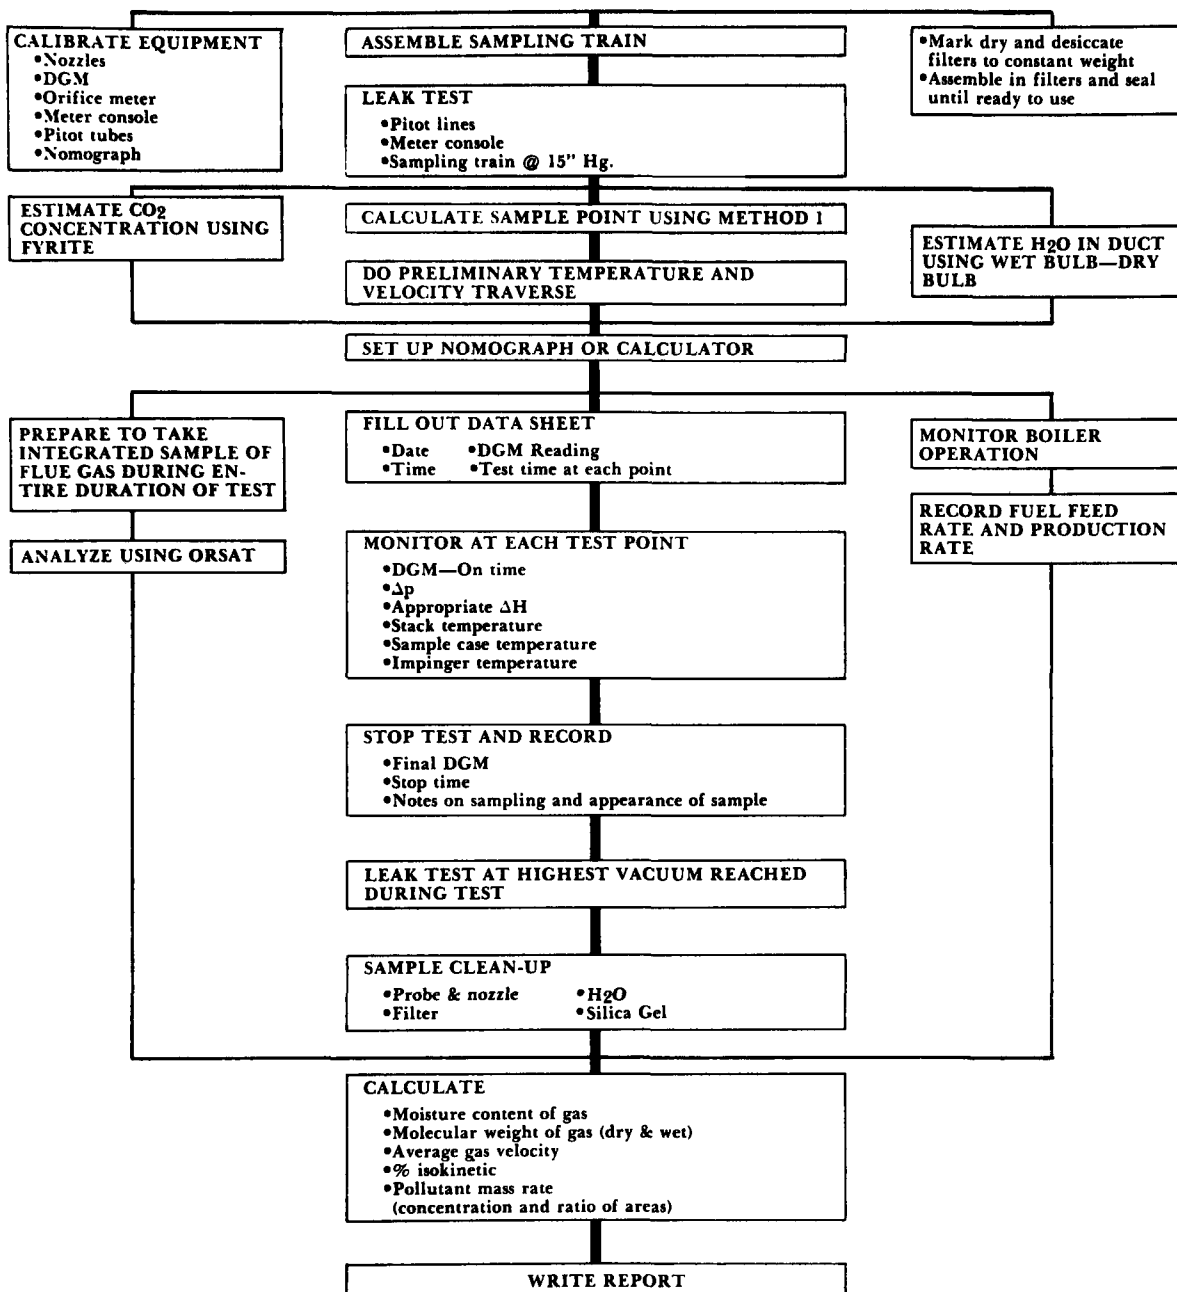 CALIBRATE EQUIPMENT
•Nozzles
•DGM
•Orifice meter
•Meter console
•Pitot tubes
•Nomograph
ASSEMBLE SAMPLING TRAIN
LEAK TEST
•Pitot lines
•Meter console
•Sampling train @ 15" Hg.
•Mark dry and desiccate
filters to constant weight
•Assemble in filters and seal
until ready to use
ESTIMATE CO2
CONCENTRATION USING
FYRITE
CALCULATE SAMPLE POINT USING METHOD 1
DO PRELIMINARY TEMPERATURE AND
VELOCITY TRAVERSE
ESTIMATE H2O IN DUCT
USING WET BULB—DRY
BULB
SET UP NOMOGRAPH OR CALCULATOR
PREPARE TO TAKE
INTEGRATED SAMPLE OF
FLUE GAS DURING EN-
TIRE DURATION OF TEST
ANALYZE USING ORSAT
FILL OUT DATA SHEET
•Date •DGM Reading
•Time •Test time at each point
MONITOR BOILER
OPERATION
RECORD FUEL FEED
RATE AND PRODUCTION
RATE
MONITOR AT EACH TEST POINT
•DGM—On time
•Δp
•Appropriate ΔH
•Stack temperature
•Sample case temperature
•Impinger temperature
STOP TEST AND RECORD
•Final DGM
•Stop time
•Notes on sampling and appearance of sample
LEAK TEST AT HIGHEST VACUUM REACHED
DURING TEST
SAMPLE CLEAN-UP
•Probe & nozzle •H2O
•Filter •Silica Gel
CALCULATE
•Moisture content of gas
•Molecular weight of gas (dry & wet)
•Average gas velocity
•% isokinetic
•Pollutant mass rate
(concentration and ratio of areas)
WRITE REPORT